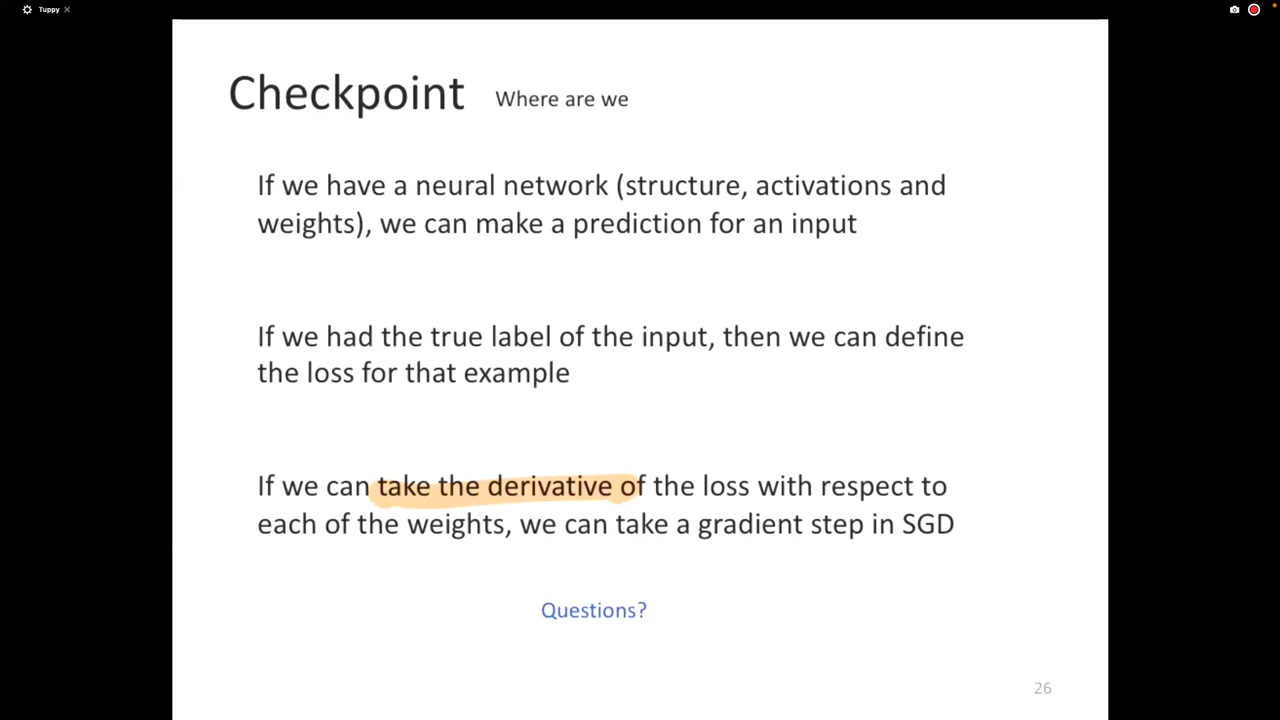 Tuppy
Checkpoint Where are we
If we have a neural network (structure, activations and
weights), we can make a prediction for an input
If we had the true label of the input, then we can define
the loss for that example
If we can take the derivative of the loss with respect to
each of the weights, we can take a gradient step in SGD
Questions?
26